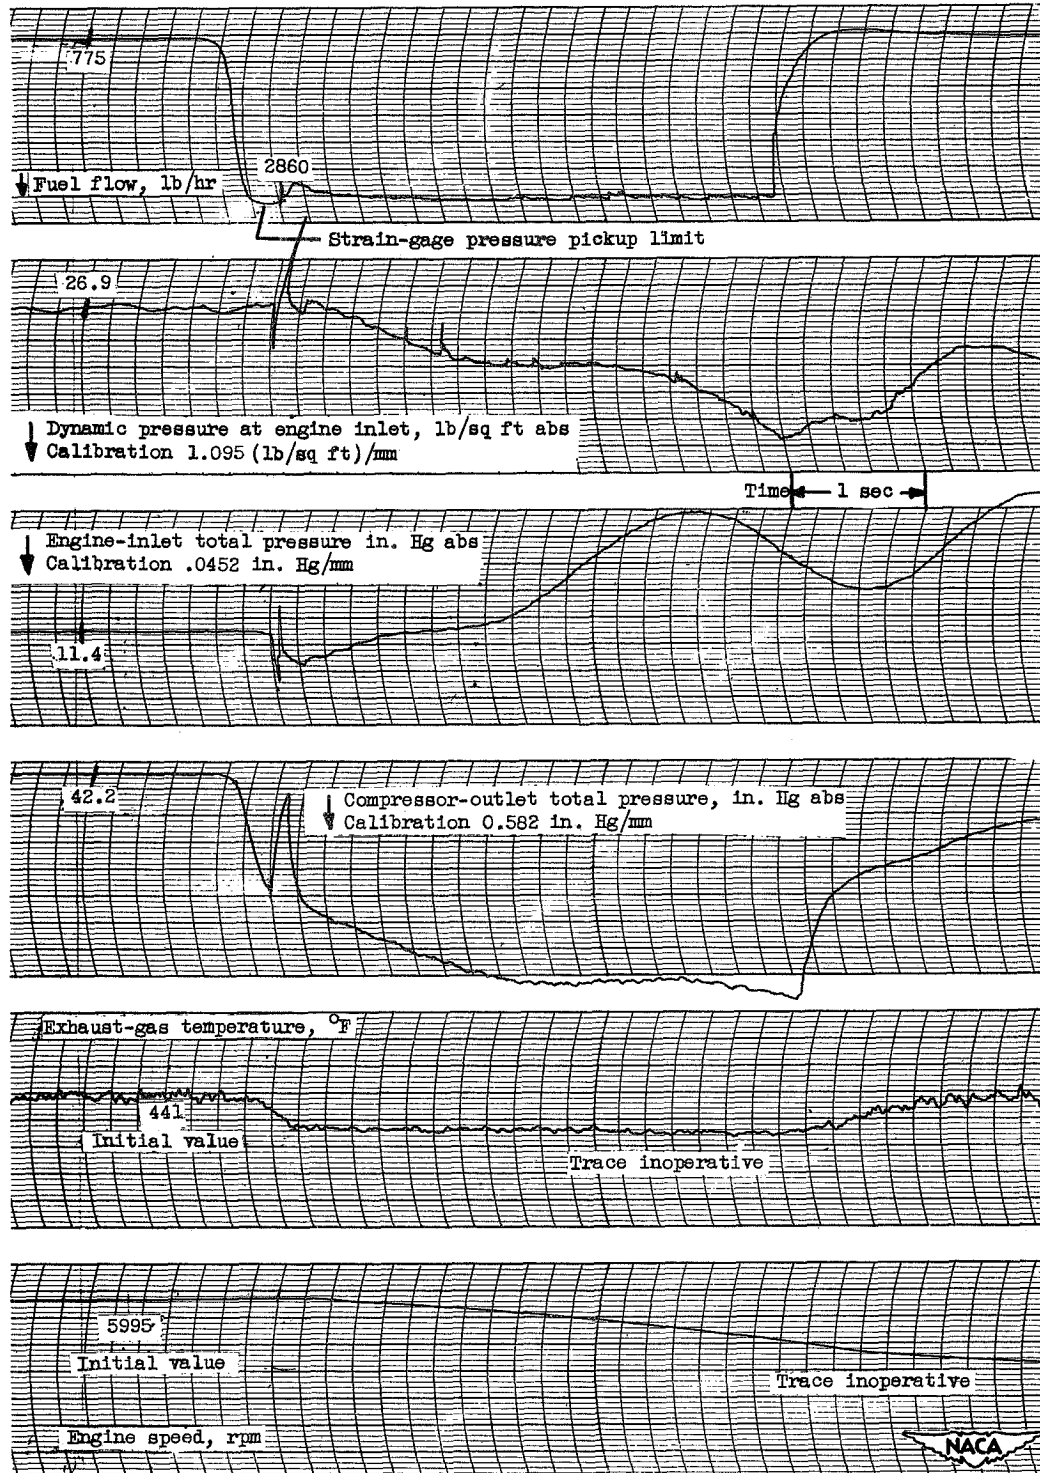 775
2860
Fuel flow, lb/hr
Strain-gage pressure pickup limit
26.9
Dynamic pressure at engine inlet, lb/sq ft abs
Calibration 1.095 (lb/sq ft)/mm
Time 1 sec
Engine-inlet total pressure in. Hg abs
Calibration .0452 in. Hg/mm
11.4
42.2
Compressor-outlet total pressure, in. Hg abs
Calibration 0.582 in. Hg/mm
Exhaust-gas temperature, °F
441
Initial value
Trace inoperative
5995
Initial value
Trace inoperative
Engine speed, rpm
NACA